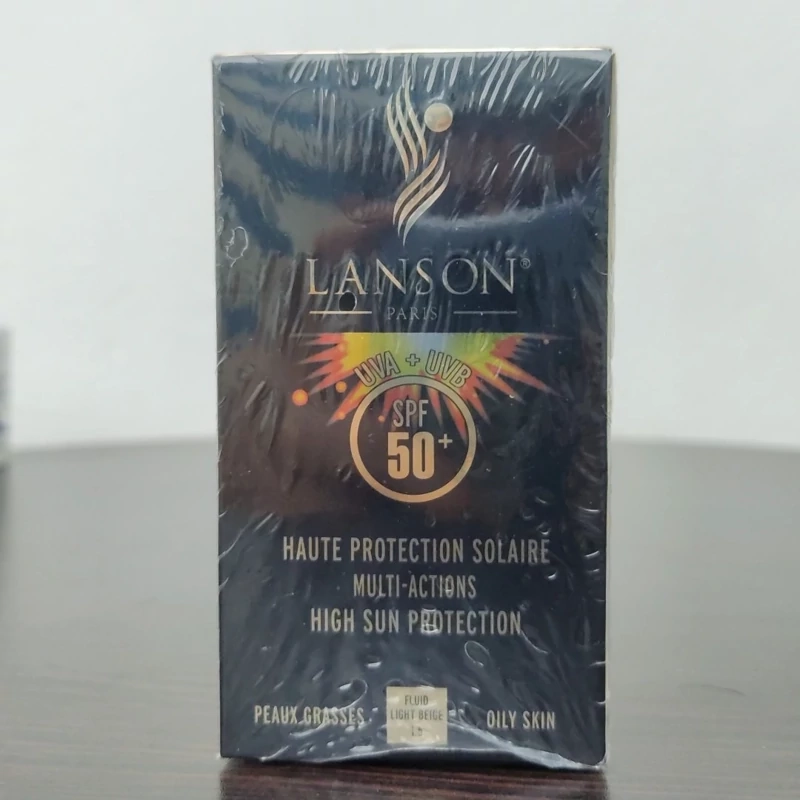 LANSON®
PARIS
UVA + UVB
SPF
50+
HAUTE PROTECTION SOLAIRE
MULTI-ACTIONS
HIGH SUN PROTECTION
PEAUX GRASSES
FLUID
LIGHT BEIGE
OILY SKIN